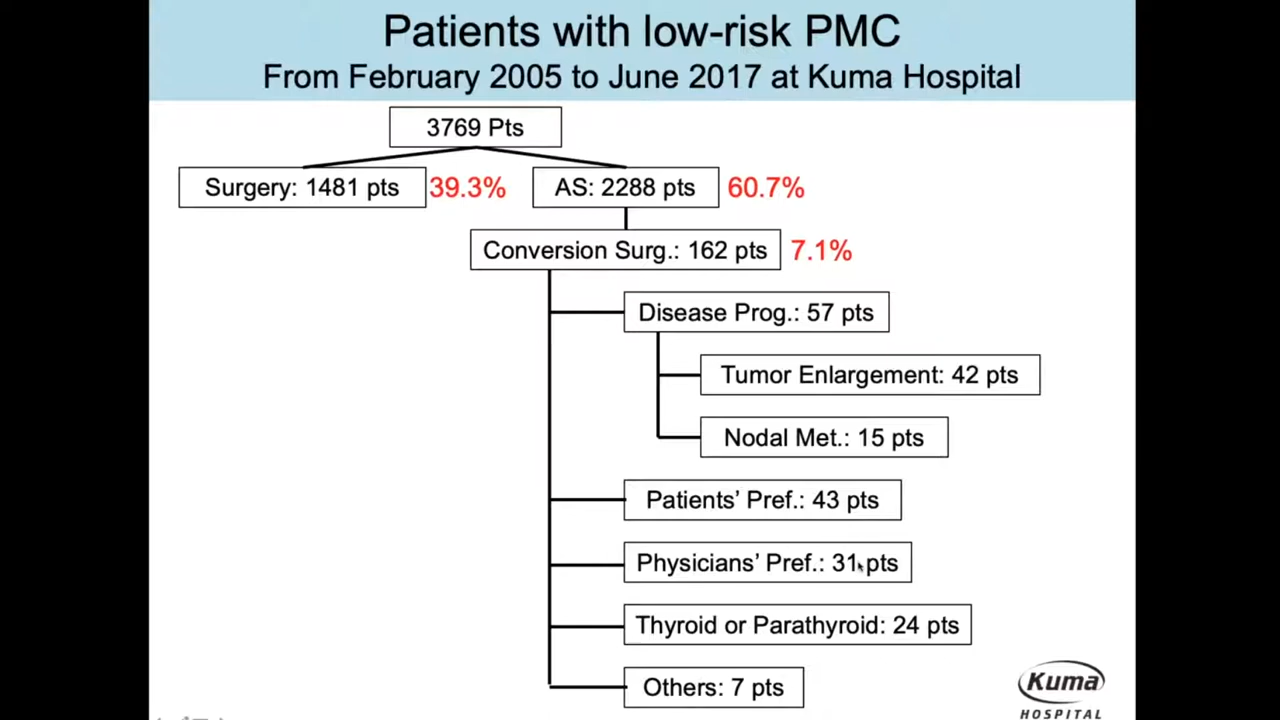 Patients with low-risk PMC
From February 2005 to June 2017 at Kuma Hospital
3769 Pts
Surgery: 1481 pts 39.3% AS: 2288 pts 60.7%
Conversion Surg.: 162 pts 7.1%
Disease Prog.: 57 pts
Tumor Enlargement: 42 pts
Nodal Met.: 15 pts
Patients’ Pref.: 43 pts
Physicians’ Pref.: 31 pts
Thyroid or Parathyroid: 24 pts
Others: 7 pts
Kuma
HOSPITAL